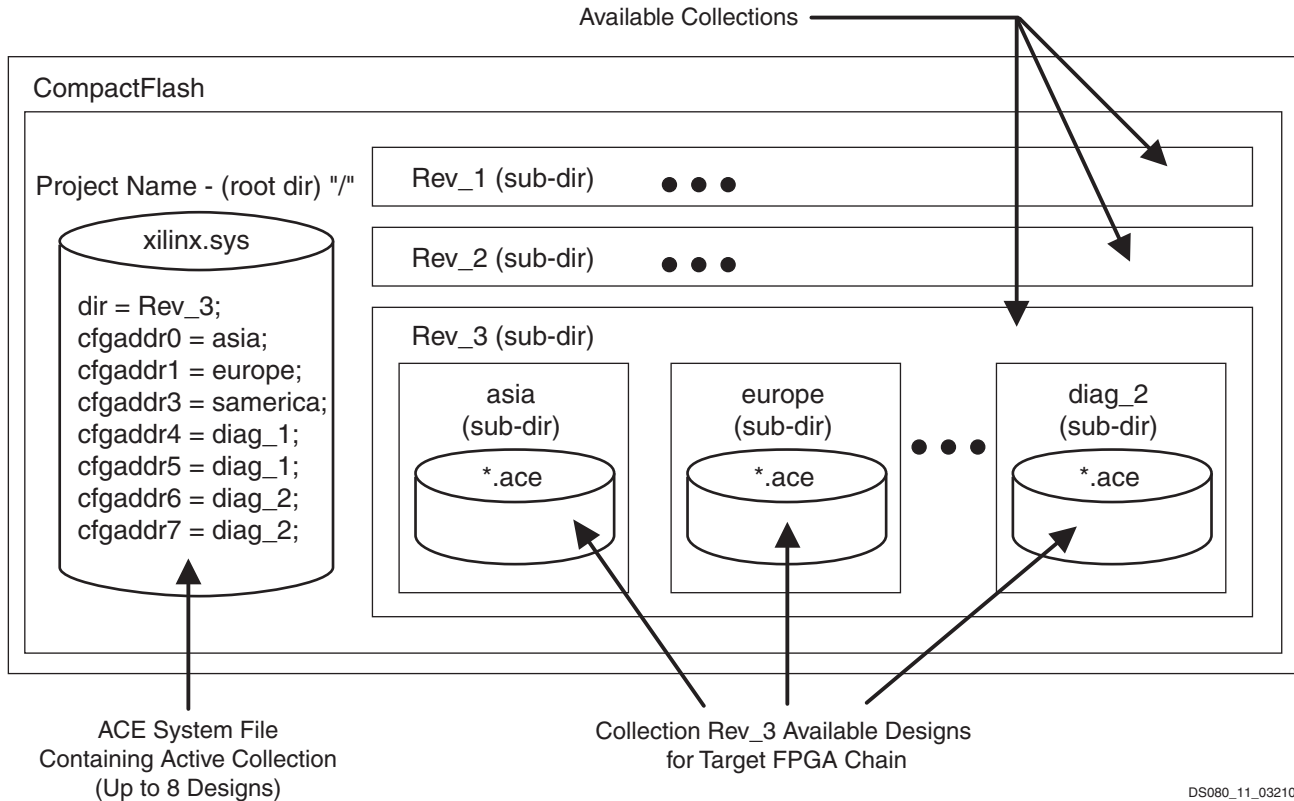 Available Collections
CompactFlash
Project Name - (root dir) "/"
xilinx.sys
dir = Rev_3;
cfgaddr0 = asia;
cfgaddr1 = europe;
cfgaddr3 = samerica;
cfgaddr4 = diag_1;
cfgaddr5 = diag_1;
cfgaddr6 = diag_2;
cfgaddr7 = diag_2;
Rev_1 (sub-dir)
Rev_2 (sub-dir)
Rev_3 (sub-dir)
asia
(sub-dir)
*.ace
europe
(sub-dir)
*.ace
diag_2
(sub-dir)
*.ace
ACE System File
Containing Active Collection
(Up to 8 Designs)
Collection Rev_3 Available Designs
for Target FPGA Chain
DS080_11_03210